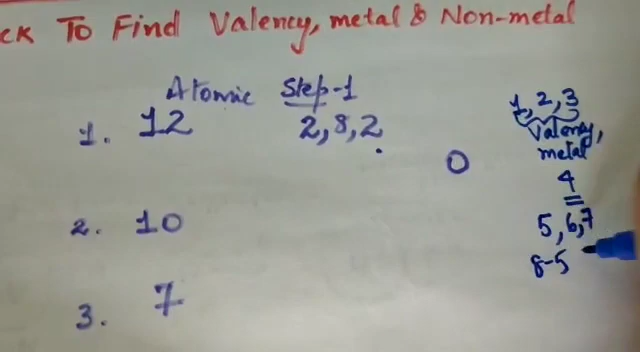 CK To Find Valency, metal & Non-metal
Atomic Step-1
1. 12 2,8,2
2. 10
3. 7
0
1,2,3
Valency,
metal
4
5,6,7
8-5